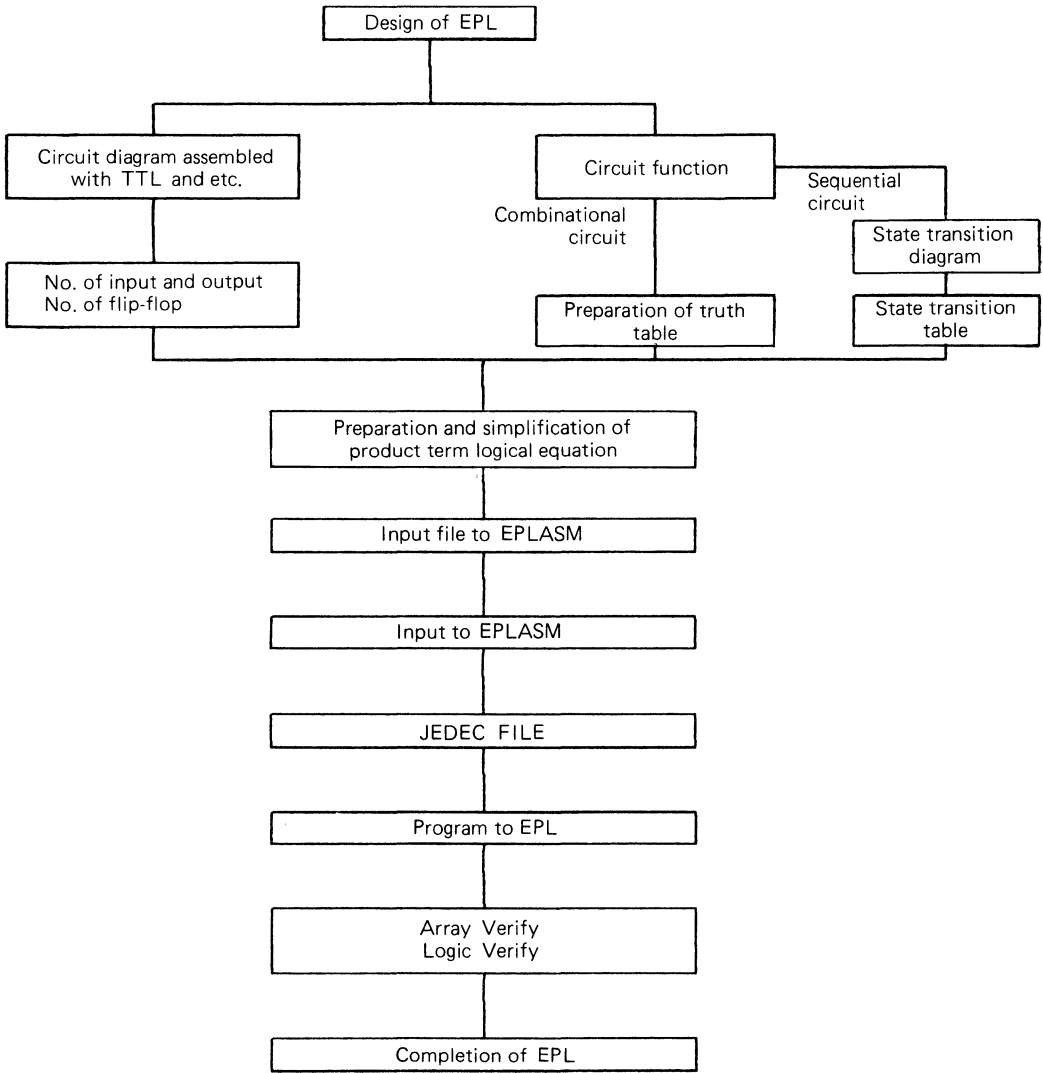 Design of EPL
Circuit diagram assembled
with TTL and etc.
Circuit function
Sequential
circuit
Combinational
circuit
State transition
diagram
No. of input and output
No. of flip-flop
Preparation of truth
table
State transition
table
Preparation and simplification of
product term logical equation
Input file to EPLASM
Input to EPLASM
JEDEC FILE
Program to EPL
Array Verify
Logic Verify
Completion of EPL